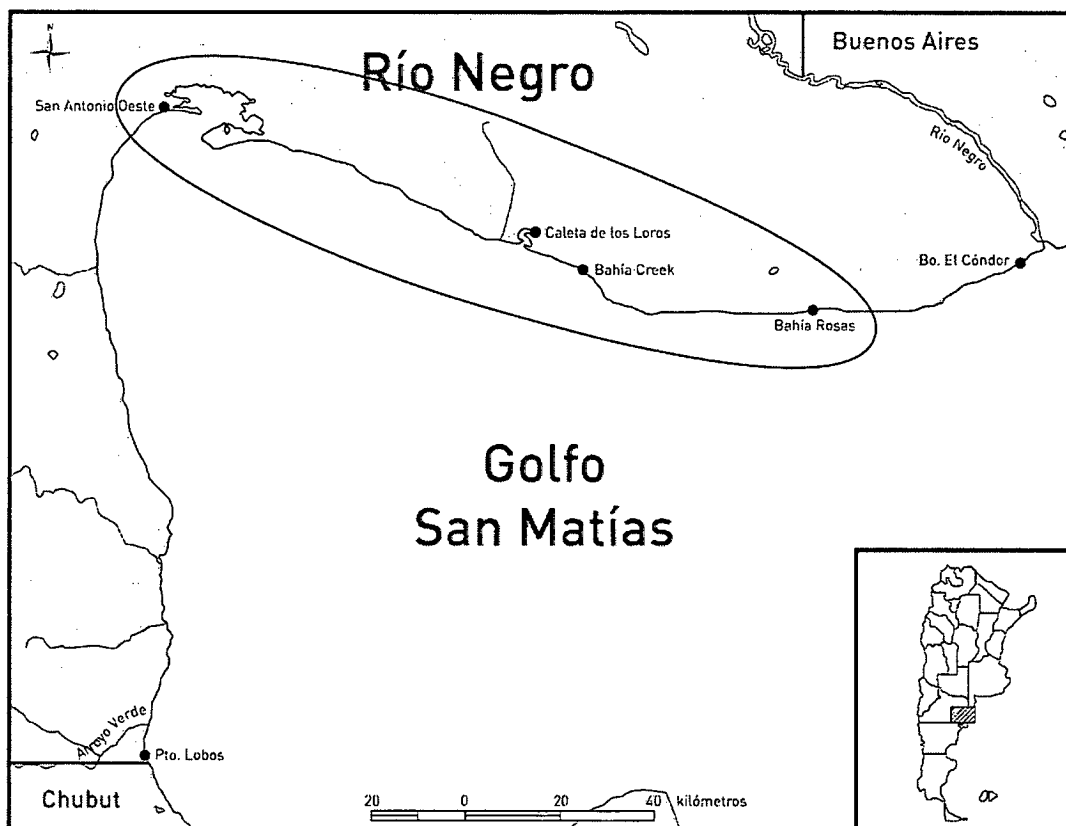 N
Río Negro
Buenos Aires
San Antonio Oeste
Río Negro
Caleta de los Loros
Bahía Creek
Bo. El Cóndor
Bahía Rosas
Golfo
San Matías
Arroyo Verde
Pto. Lobos
Chubut
20 0 20 40 kilómetros